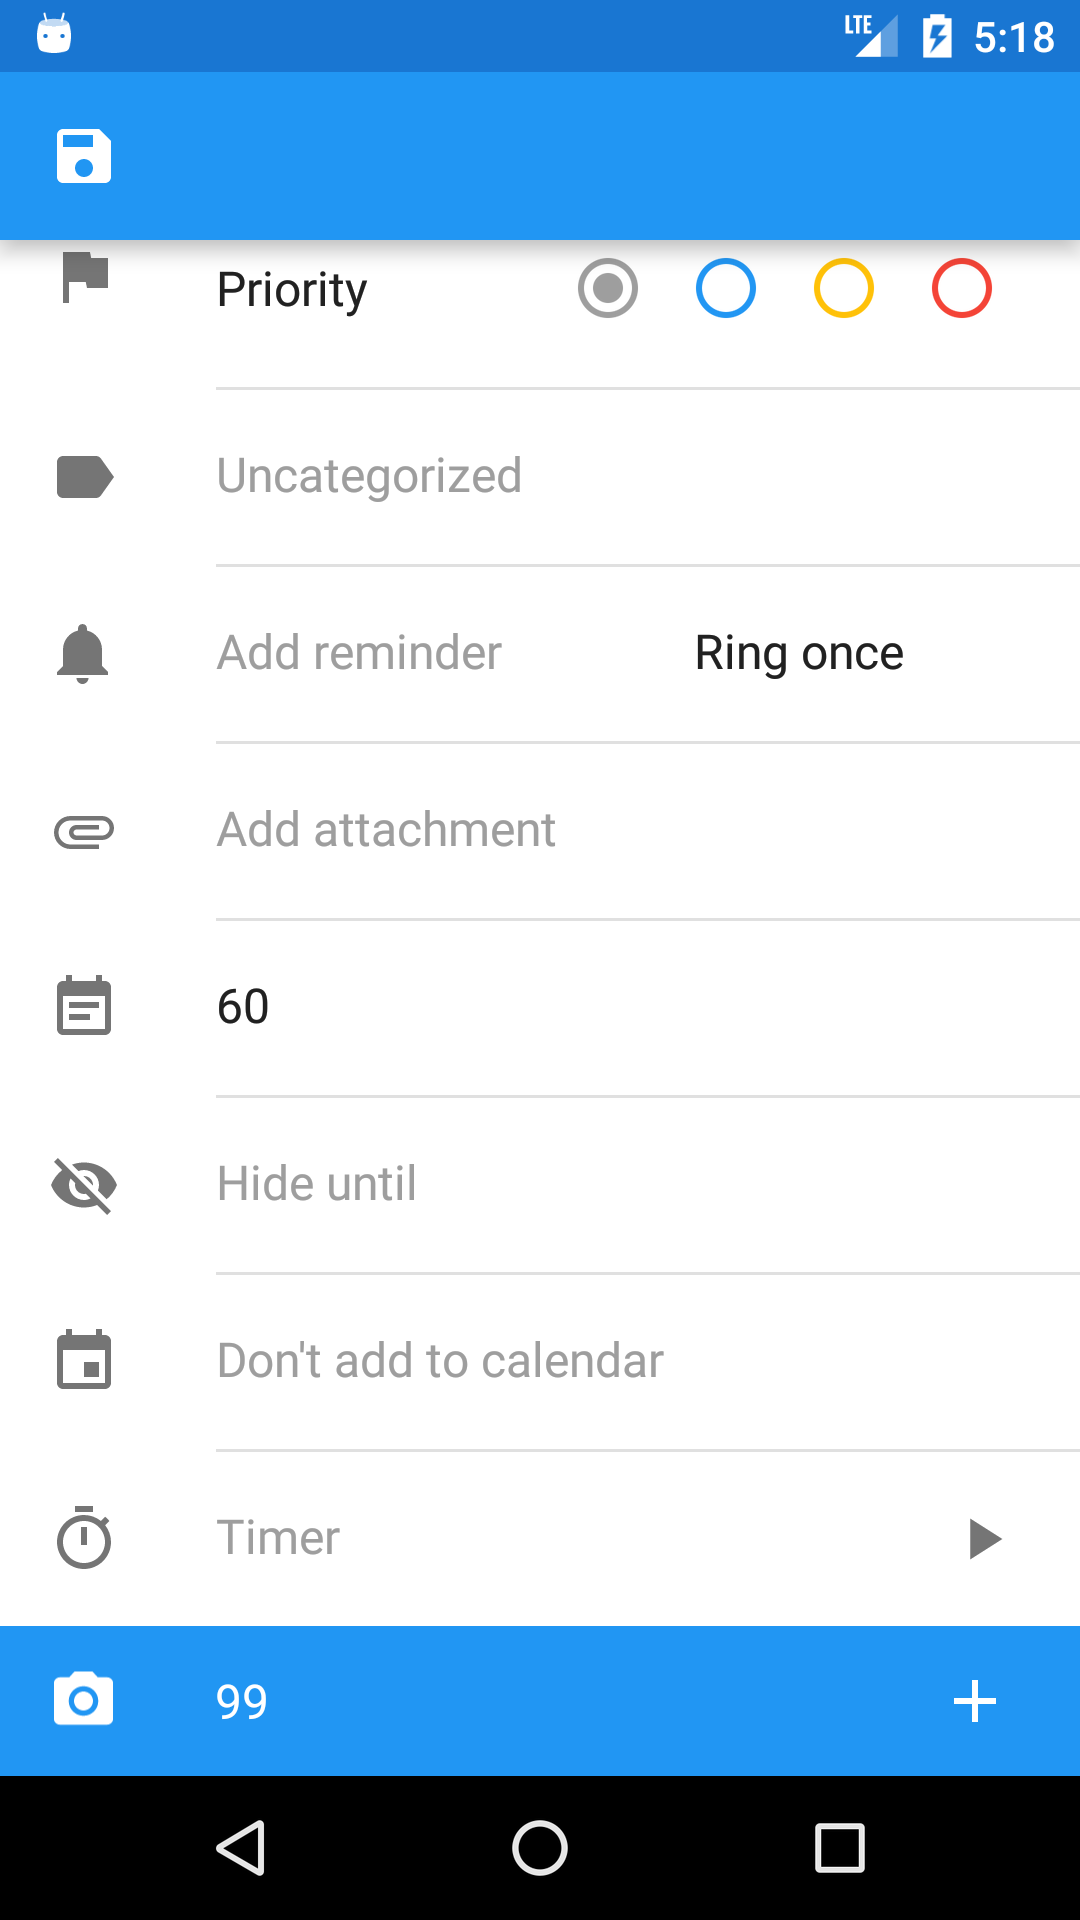 LTE 5:18
Priority
Uncategorized
Add reminder Ring once
Add attachment
60
Hide until
Don't add to calendar
Timer
99